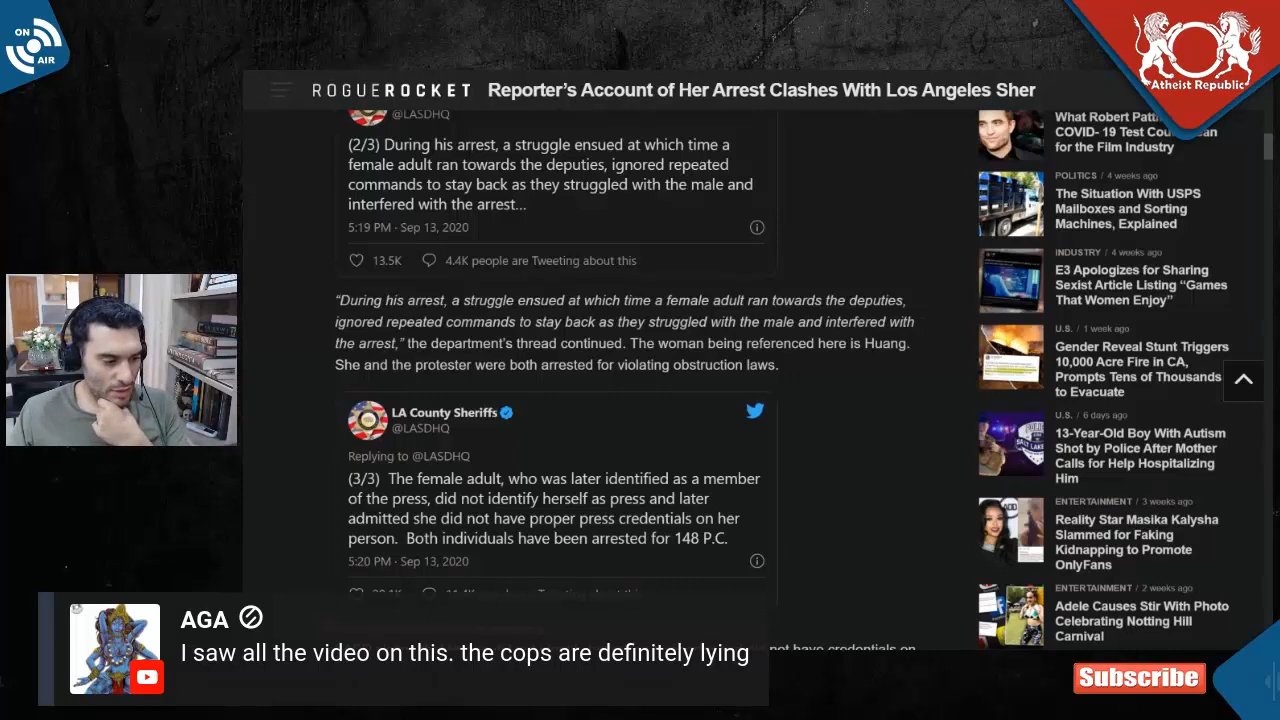 ON
AIR
ROGUEROCKET
Reporter's Account of Her Arrest Clashes With Los Angeles Sher
Atheist Republic
@LASDHQ
(2/3) During his arrest, a struggle ensued at which time a
female adult ran towards the deputies, ignored repeated
commands to stay back as they struggled with the male and
interfered with the arrest...
5:19 PM · Sep 13, 2020
13.5K
4.4K people are Tweeting about this
“During his arrest, a struggle ensued at which time a female adult ran towards the deputies,
ignored repeated commands to stay back as they struggled with the male and interfered with
the arrest,” the department's thread continued. The woman being referenced here is Huang.
She and the protester were both arrested for violating obstruction laws.
LA County Sheriffs
@LASDHQ
Replying to @LASDHQ
(3/3) The female adult, who was later identified as a member
of the press, did not identify herself as press and later
admitted she did not have proper press credentials on her
person. Both individuals have been arrested for 148 P.C.
5:20 PM · Sep 13, 2020
not have credentials on
What Robert
COVID- 19 Test
for the Film Industry
POLITICS / 4 weeks ago
The Situation With USPS
Mailboxes and Sorting
Machines, Explained
INDUSTRY / 4 weeks ago
E3 Apologizes for Sharing
Sexist Article Listing “Games
That Women Enjoy”
U.S. / 1 week ago
Gender Reveal Stunt Triggers
10,000 Acre Fire in CA,
Prompts Tens of Thousands
to Evacuate
U.S. / 6 days ago
13-Year-Old Boy With Autism
Shot by Police After Mother
Calls for Help Hospitalizing
Him
ENTERTAINMENT / 3 weeks ago
Reality Star Masika Kalysha
Slammed for Faking
Kidnapping to Promote
OnlyFans
ENTERTAINMENT / 2 weeks ago
Adele Causes Stir With Photo
Celebrating Notting Hill
Carnival
AGA
I saw all the video on this. the cops are definitely lying
Subscribe